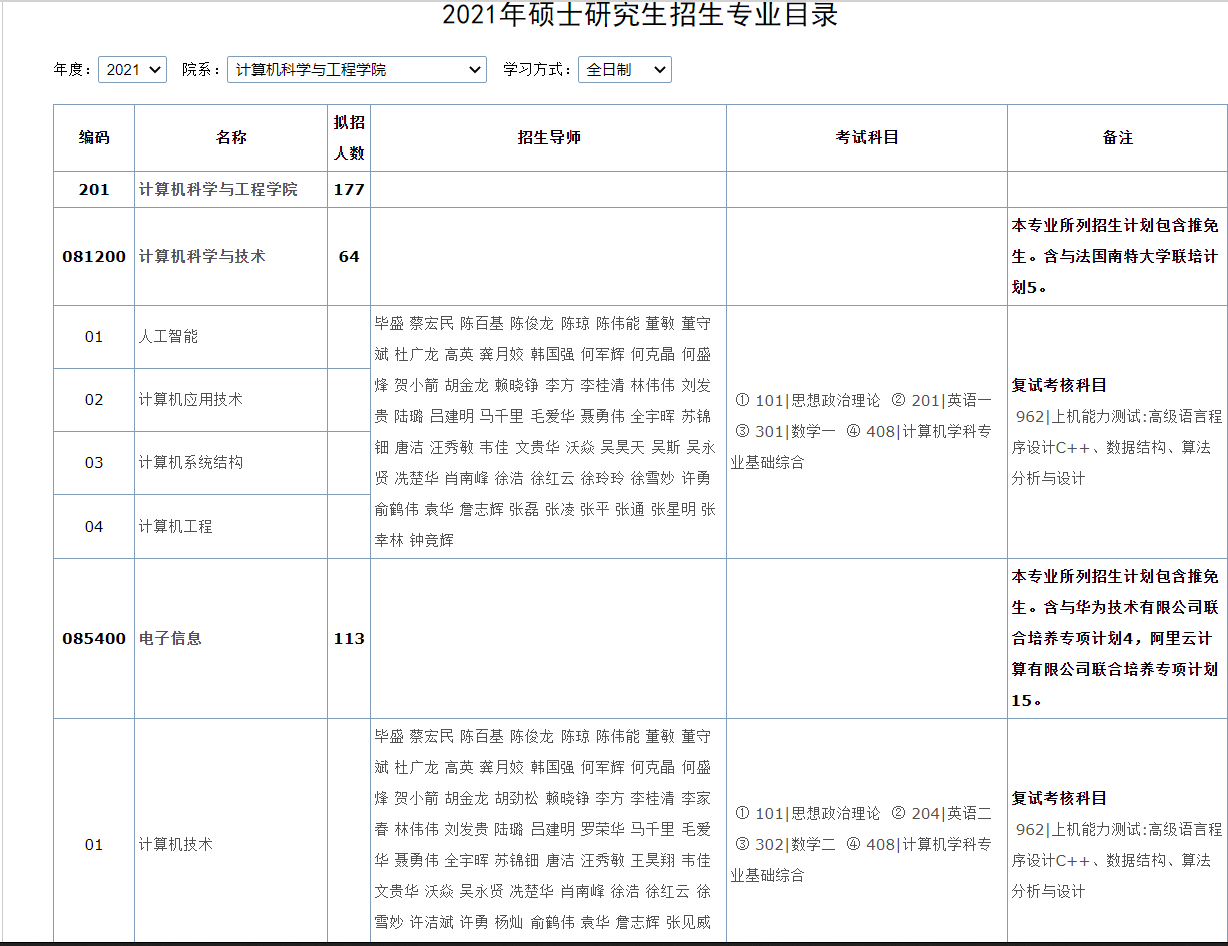 2021年硕士研究生招生专业目录
年度： 2021 院系： 计算机科学与工程学院 学习方式： 全日制
编码 名称 拟招人数 招生导师 考试科目 备注
201 计算机科学与工程学院 177
081200 计算机科学与技术 64
本专业所列招生计划包含推免
生。含与法国南特大学联培计
划5。
01 人工智能
02 计算机应用技术
03 计算机系统结构
04 计算机工程
毕盛 蔡宏民 陈百基 陈俊龙 陈琼 陈伟能 董敏 董守
斌 杜广龙 高英 龚月姣 韩国强 何军辉 何克晶 何盛
烽 贺小箭 胡金龙 赖晓铮 李方 李桂清 林伟伟 刘发
贵 陆璐 吕建明 马千里 毛爱华 聂勇伟 全宇晖 苏锦
钿 唐洁 汪秀敏 韦佳 文贵华 沃焱 吴昊天 吴斯 吴永
贤 冼楚华 肖南峰 徐浩 徐红云 徐玲玲 徐雪妙 许勇
俞鹤伟 袁华 詹志辉 张磊 张凌 张平 张通 张星明 张
幸林 钟竞辉
① 101|思想政治理论 ② 201|英语一
③ 301|数学一 ④ 408|计算机学科专
业基础综合
复试考核科目
962|上机能力测试:高级语言程
序设计C++、数据结构、算法
分析与设计
085400 电子信息 113
本专业所列招生计划包含推免
生。含与华为技术有限公司联
合培养专项计划4，阿里云计
算有限公司联合培养专项计划
15。
01 计算机技术
毕盛 蔡宏民 陈百基 陈俊龙 陈琼 陈伟能 董敏 董守
斌 杜广龙 高英 龚月姣 韩国强 何军辉 何克晶 何盛
烽 贺小箭 胡金龙 胡劲松 赖晓铮 李方 李桂清 李家
春 林伟伟 刘发贵 陆璐 吕建明 罗荣华 马千里 毛爱
华 聂勇伟 全宇晖 苏锦钿 唐洁 汪秀敏 王昊翔 韦佳
文贵华 沃焱 吴永贤 冼楚华 肖南峰 徐浩 徐红云 徐
雪妙 许洁斌 许勇 杨灿 俞鹤伟 袁华 詹志辉 张见威
① 101|思想政治理论 ② 204|英语二
③ 302|数学二 ④ 408|计算机学科专
业基础综合
复试考核科目
962|上机能力测试:高级语言程
序设计C++、数据结构、算法
分析与设计